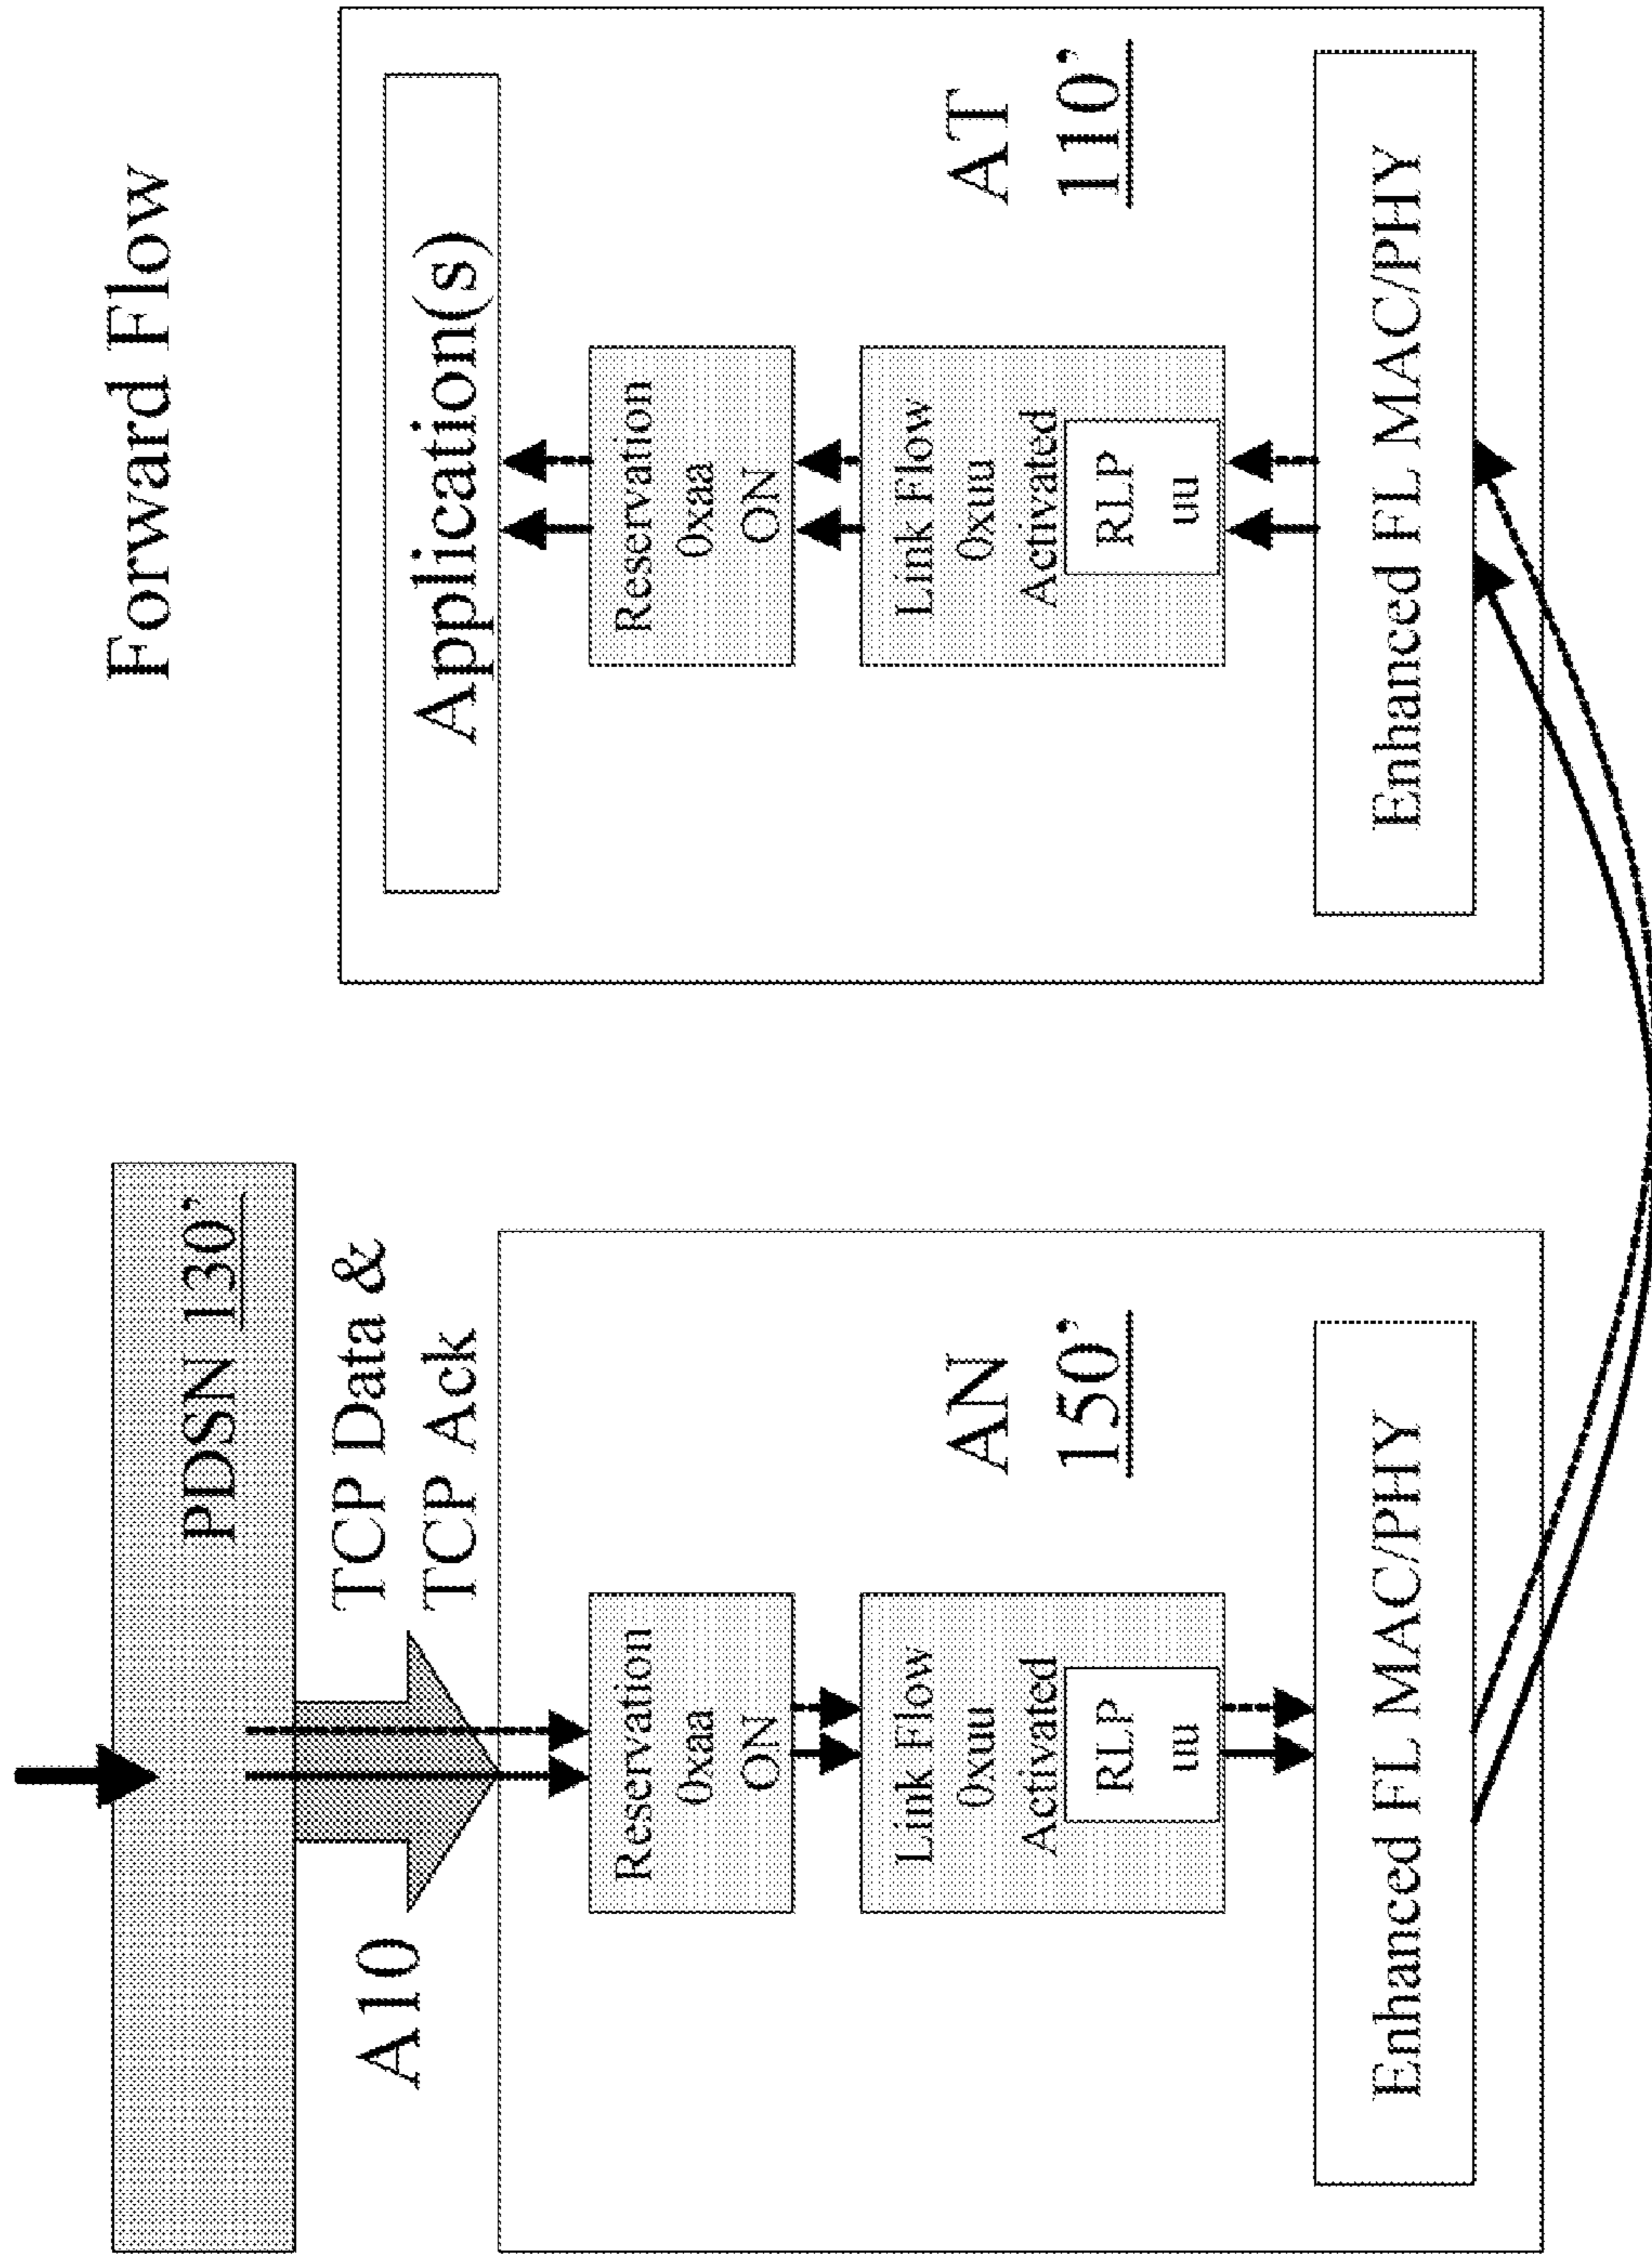 Forward Flow
PDSN 130’
A10
TCP Data &
TCP Ack
Reservation
0xaa
ON
Link Flow
0xuu
Activated
RLP
uu
AN
150’
Enhanced FL MAC/PHY
Application(s)
Reservation
0xaa
ON
Link Flow
0xuu
Activated
RLP
uu
AT
110’
Enhanced FL MAC/PHY